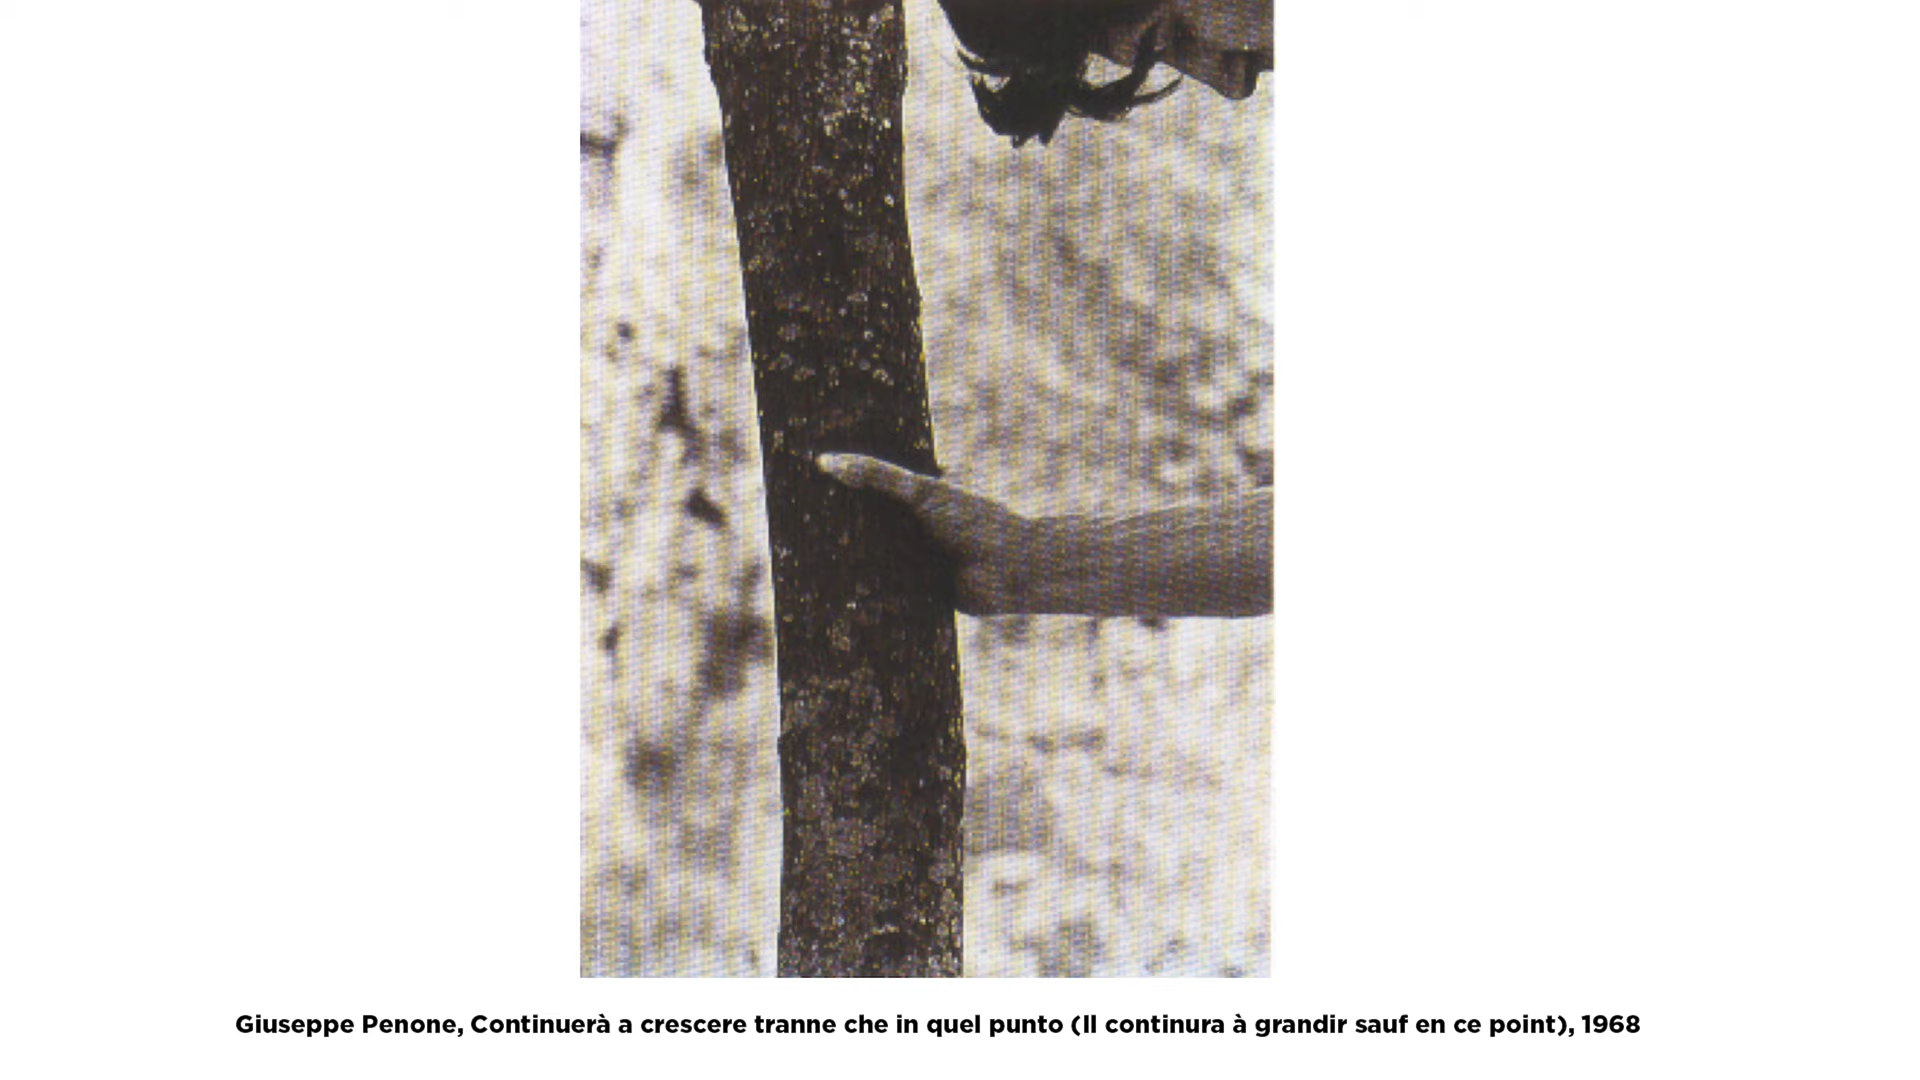 Giuseppe Penone, Continuerà a crescere tranne che in quel punto (Il continura à grandir sauf en ce point), 1968